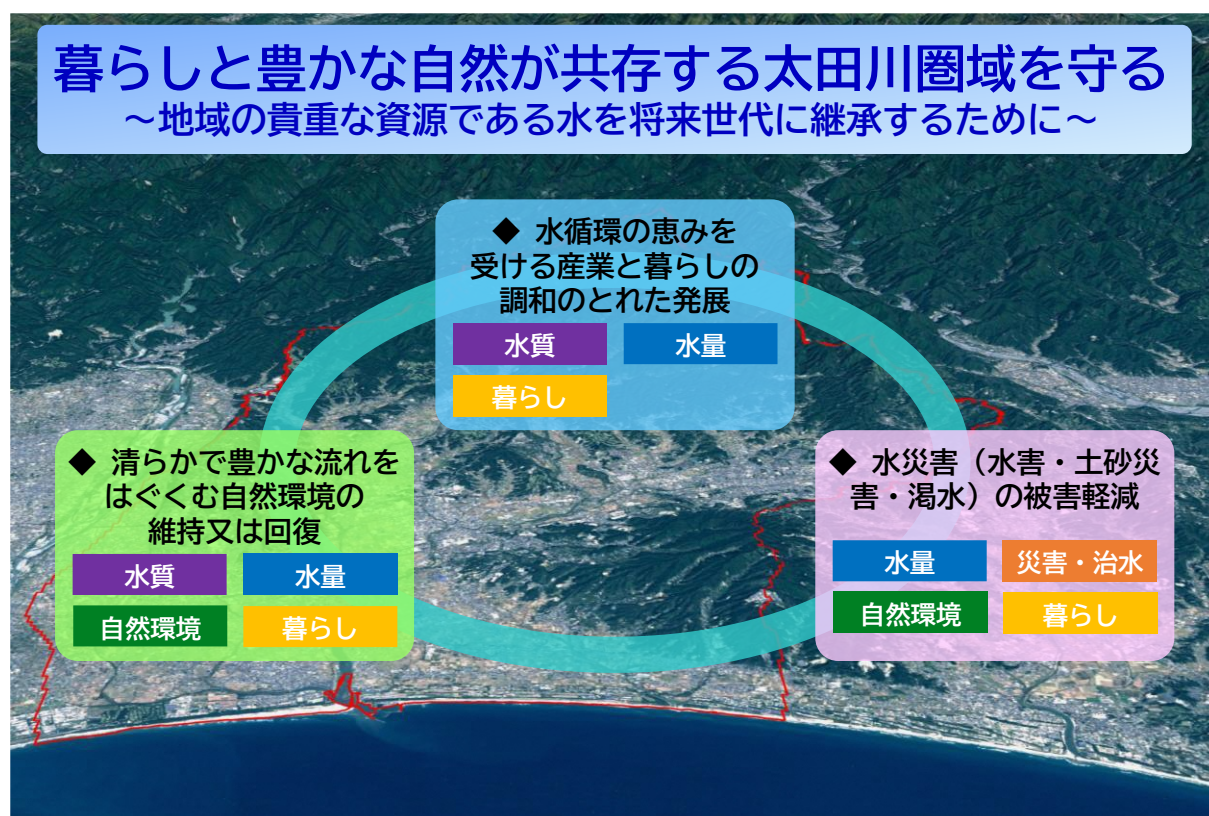 暮らしと豊かな自然が共存する太田川圏域を守る
～地域の貴重な資源である水を将来世代に継承するために～
◆ 水循環の恵みを
受ける産業と暮らしの
調和のとれた発展
水質 水量
暮らし
◆ 清らかで豊かな流れを
はぐくむ自然環境の
維持又は回復
水質 水量
自然環境 暮らし
◆ 水災害（水害・土砂災
害・渇水）の被害軽減
水量 災害・治水
自然環境 暮らし